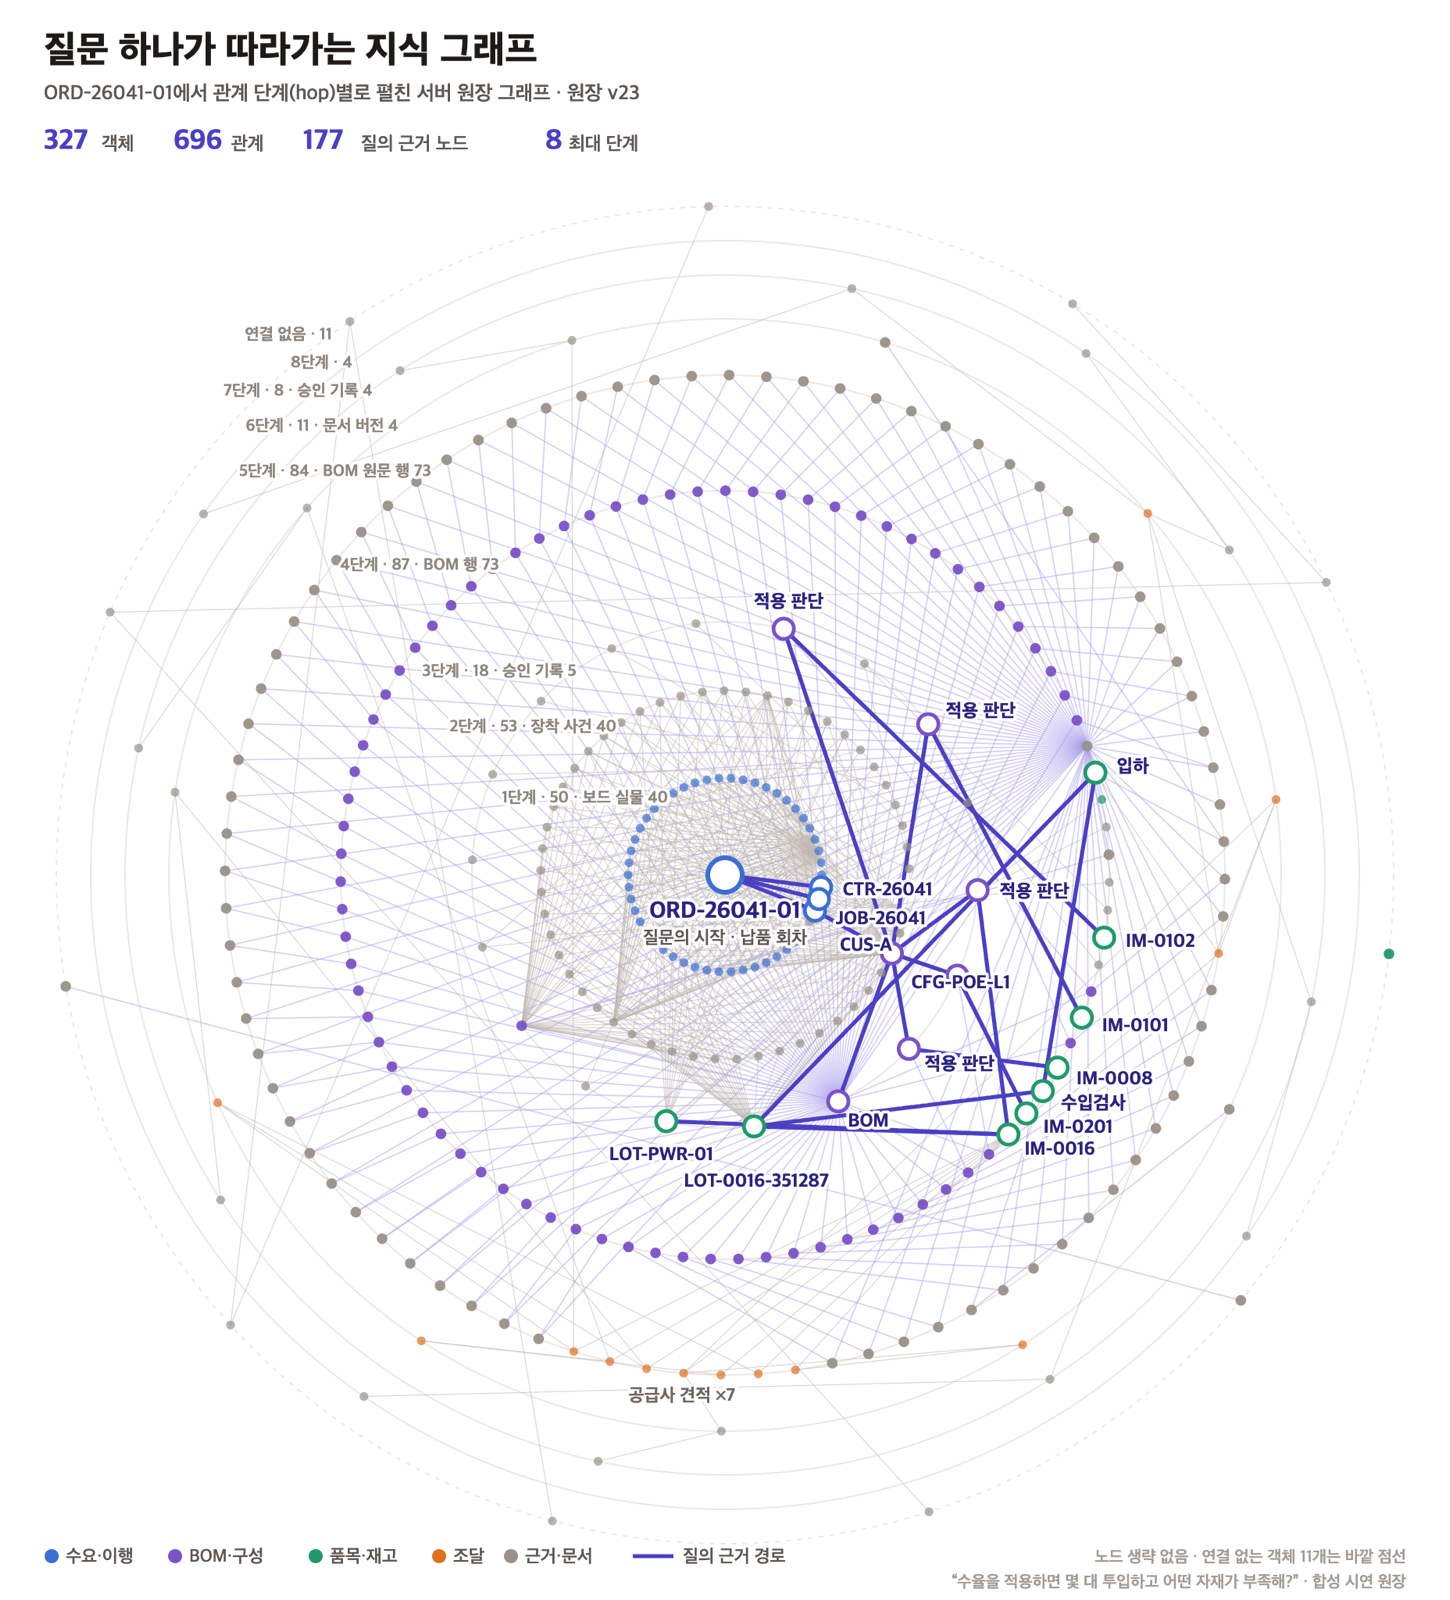 질문 하나가 따라가는 지식 그래프
ORD-26041-01에서 관계 단계(hop)별로 펼친 서버 원장 그래프 · 원장 v23
327 객체 696 관계 177 질의 근거 노드 8 최대 단계
연결 없음 · 11
8단계 · 4
7단계 · 8 · 승인 기록 4
6단계 · 11 · 문서 버전 4
5단계 · 84 · BOM 원문 행 73
4단계 · 87 · BOM 행 73
적용 판단
3단계 · 18 · 승인 기록 5
적용 판단
2단계 · 53 · 장착 사건 40
입하
1단계 · 50 · 보드 실물 40
CTR-26041
적용 판단
ORD-26041-01
JOB-26041
질문의 시작 · 납품 회차
CUS-A
IM-0102
CFG-POE-L1
IM-0101
적용 판단
IM-0008
수입검사
BOM
IM-0201
IM-0016
LOT-PWR-01
LOT-0016-351287
공급사 견적 ×7
수요·이행 BOM·구성 품목·재고 조달 근거·문서 질의 근거 경로
노드 생략 없음 · 연결 없는 객체 11개는 바깥 점선
“수율을 적용하면 몇 대 투입하고 어떤 자재가 부족해?” · 합성 시연 원장